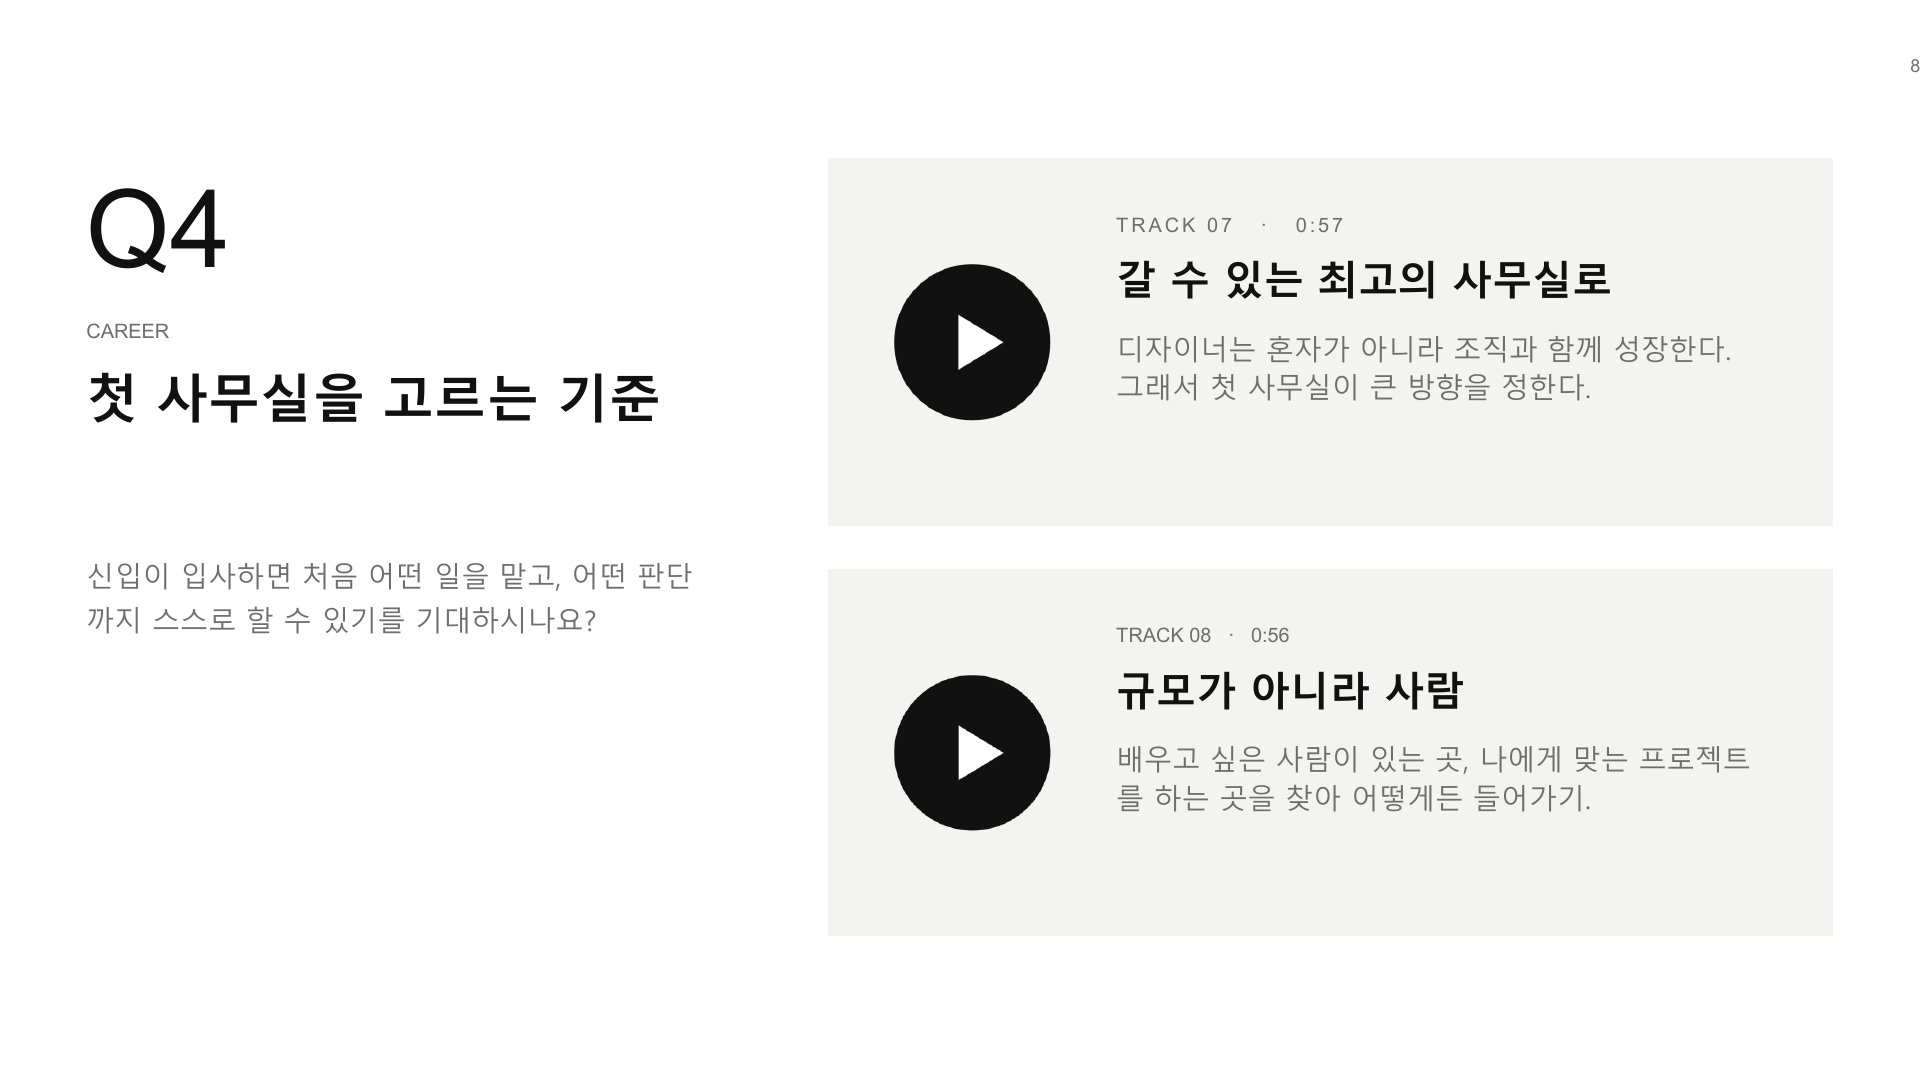 8
Q4
CAREER
첫 사무실을 고르는 기준
신입이 입사하면 처음 어떤 일을 맡고, 어떤 판단
까지 스스로 할 수 있기를 기대하시나요?
TRACK 07 · 0:57
갈 수 있는 최고의 사무실로
디자이너는 혼자가 아니라 조직과 함께 성장한다.
그래서 첫 사무실이 큰 방향을 정한다.
TRACK 08 · 0:56
규모가 아니라 사람
배우고 싶은 사람이 있는 곳, 나에게 맞는 프로젝트
를 하는 곳을 찾아 어떻게든 들어가기.